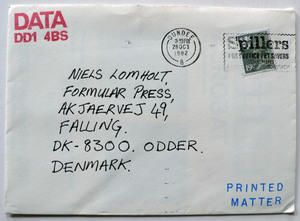 DATA
DD1 4BS
DUNDEE
28 OCT
1982
Spillers
NIELS LOMHOLT,
FORMULAR PRESS,
AKJAERVEJ 49,
FALLING.
DK-8300. ODDER.
DENMARK.
PRINTED
MATTER